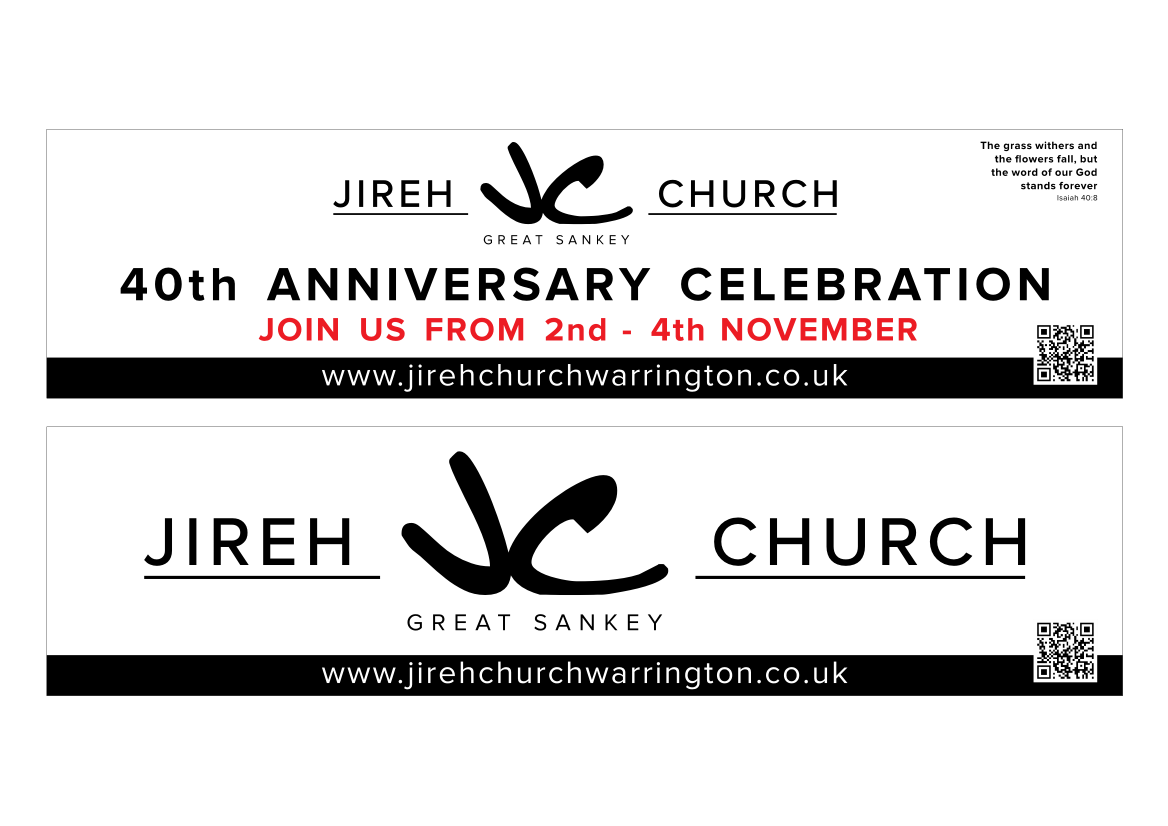 The grass withers and
the flowers fall, but
the word of our God
stands forever
Isaiah 40:8
JIREH JC CHURCH
GREAT SANKEY
40th ANNIVERSARY CELEBRATION
JOIN US FROM 2nd - 4th NOVEMBER
www.jirehchurchwarrington.co.uk
JIREH JC CHURCH
GREAT SANKEY
www.jirehchurchwarrington.co.uk